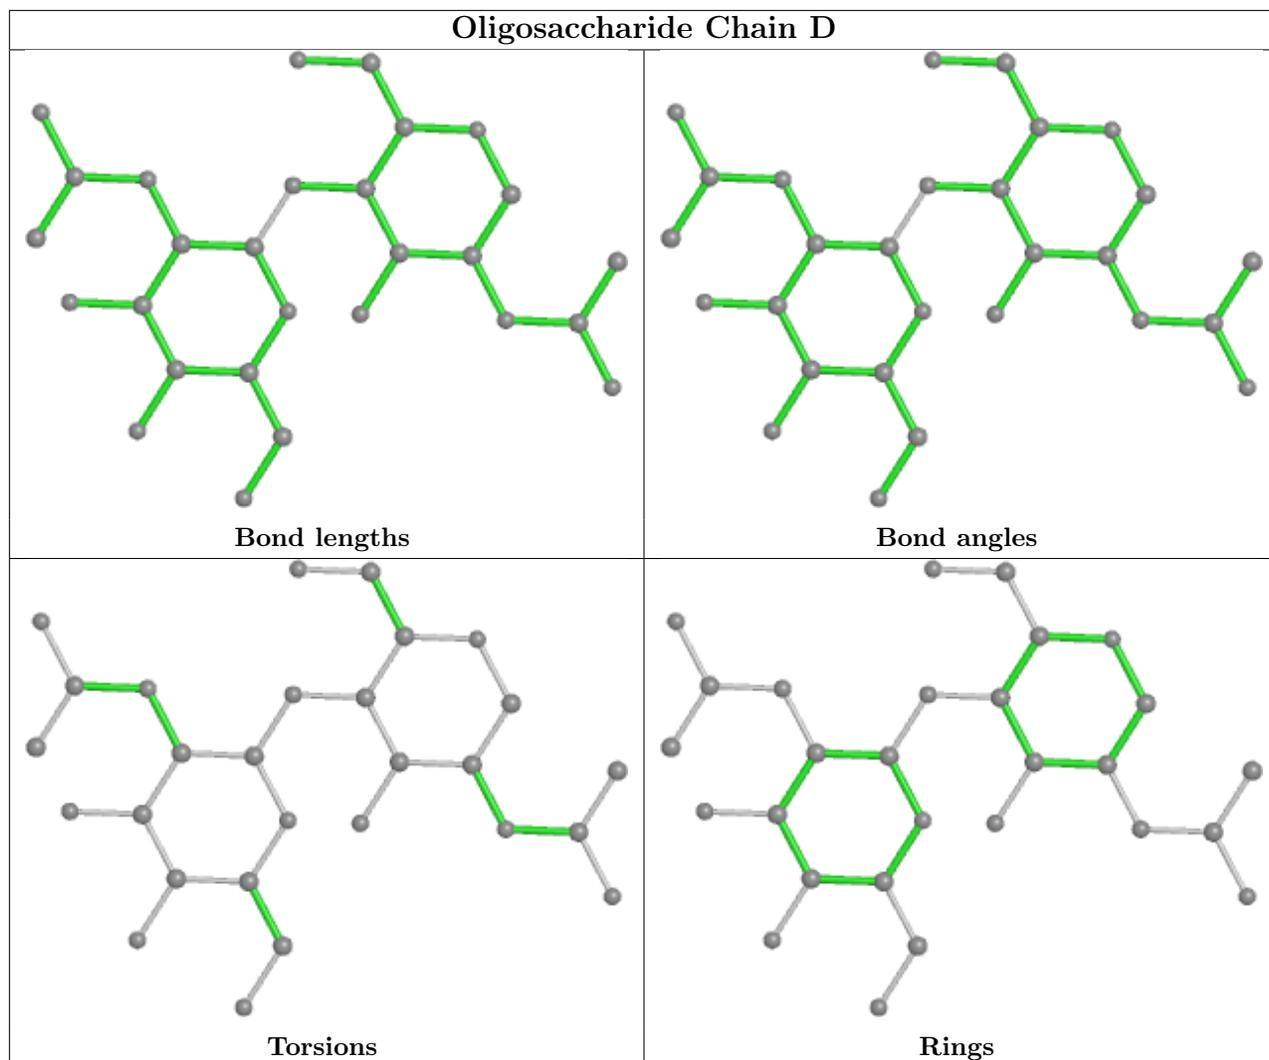 Oligosaccharide Chain D
Bond lengths
Bond angles
Torsions
Rings